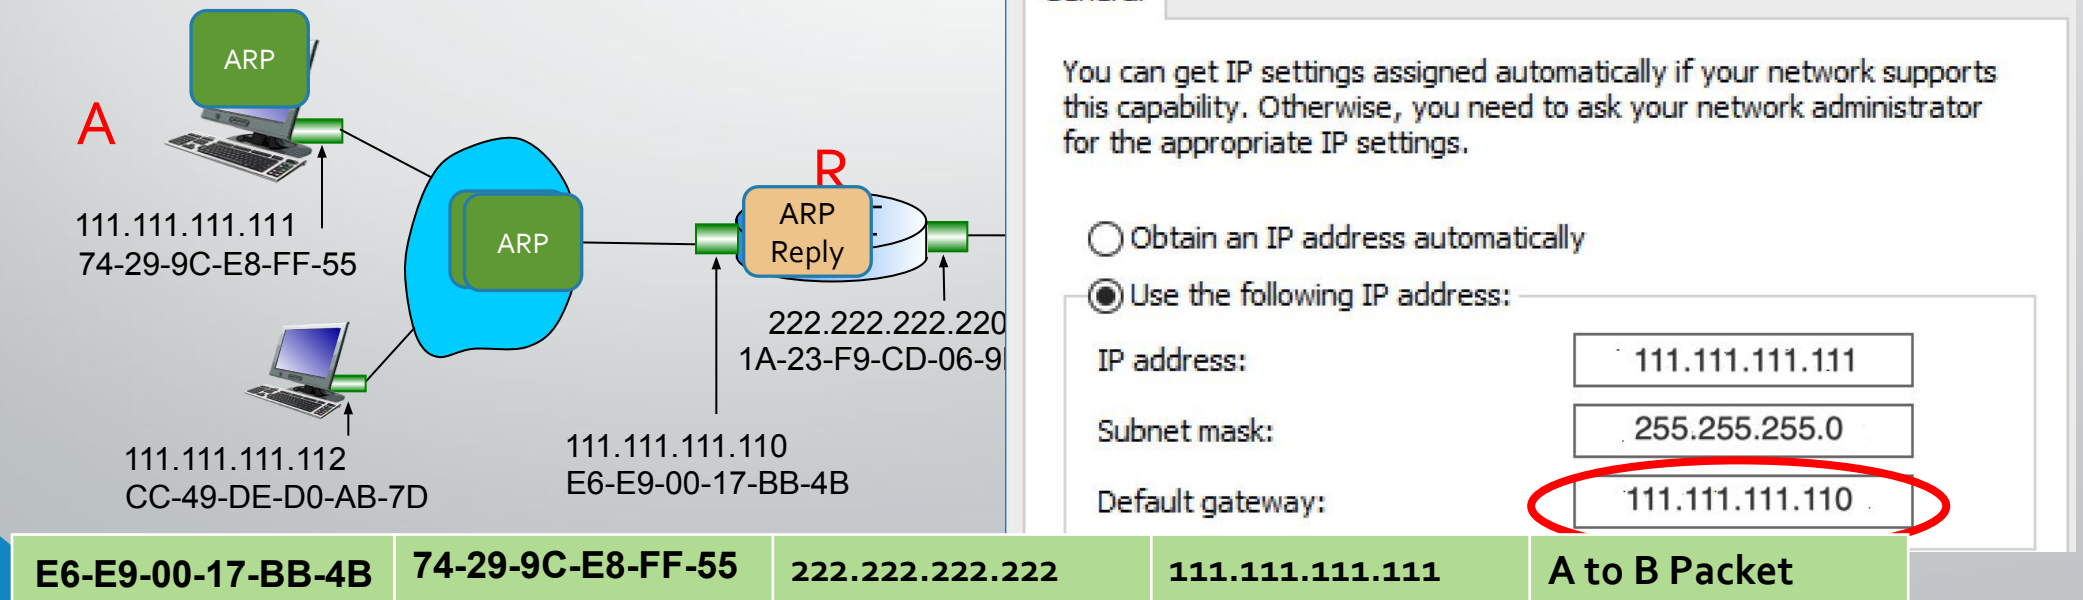 ARP
A
111.111.111.111
74-29-9C-E8-FF-55
ARP
R
ARP
Reply
222.222.222.220
1A-23-F9-CD-06-9
111.111.111.112
CC-49-DE-D0-AB-7D
111.111.111.110
E6-E9-00-17-BB-4B
You can get IP settings assigned automatically if your network supports
this capability. Otherwise, you need to ask your network administrator
for the appropriate IP settings.
Obtain an IP address automatically
Use the following IP address:
IP address: 111.111.111.111
Subnet mask: 255.255.255.0
Default gateway: 111.111.111.110
E6-E9-00-17-BB-4B 74-29-9C-E8-FF-55 222.222.222.222 111.111.111.111 A to B Packet